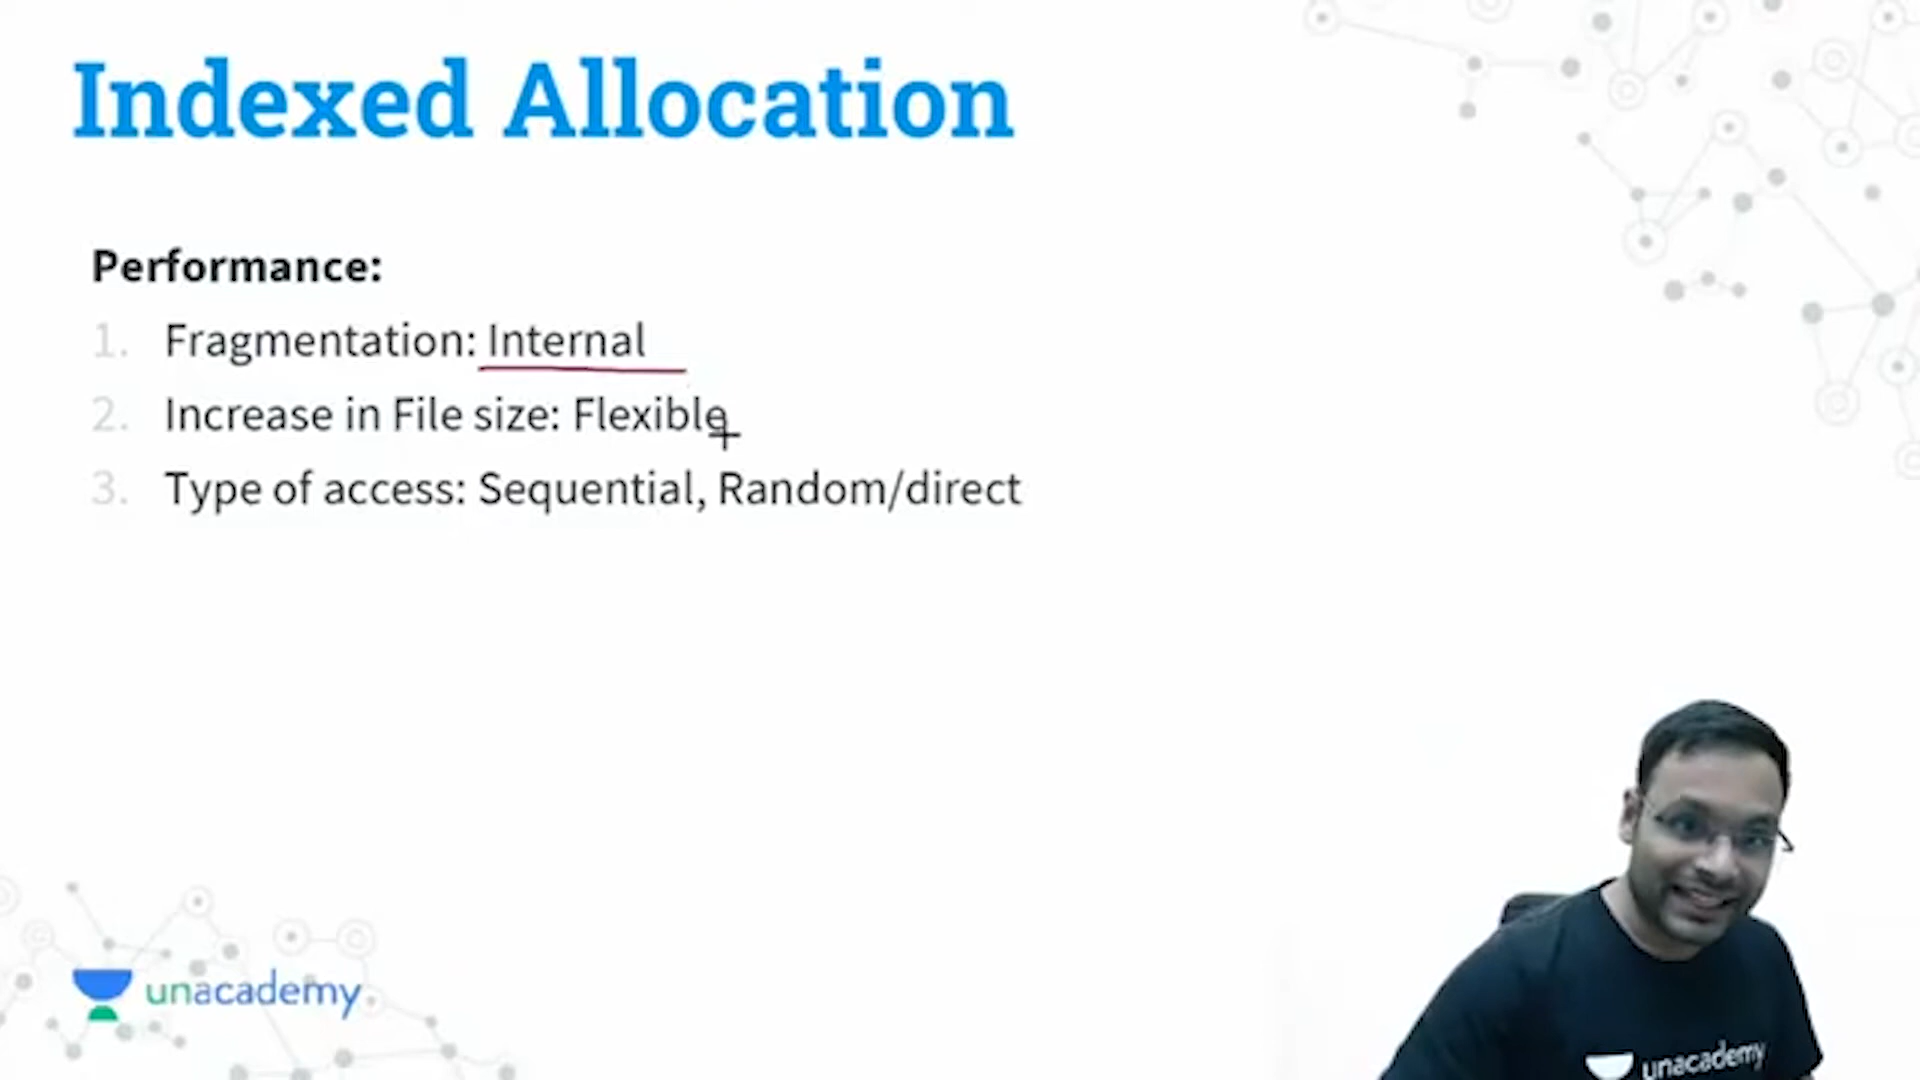 Indexed Allocation
Performance:
1. Fragmentation: Internal
2. Increase in File size: Flexible
3. Type of access: Sequential, Random/direct
unacademy
unacademy